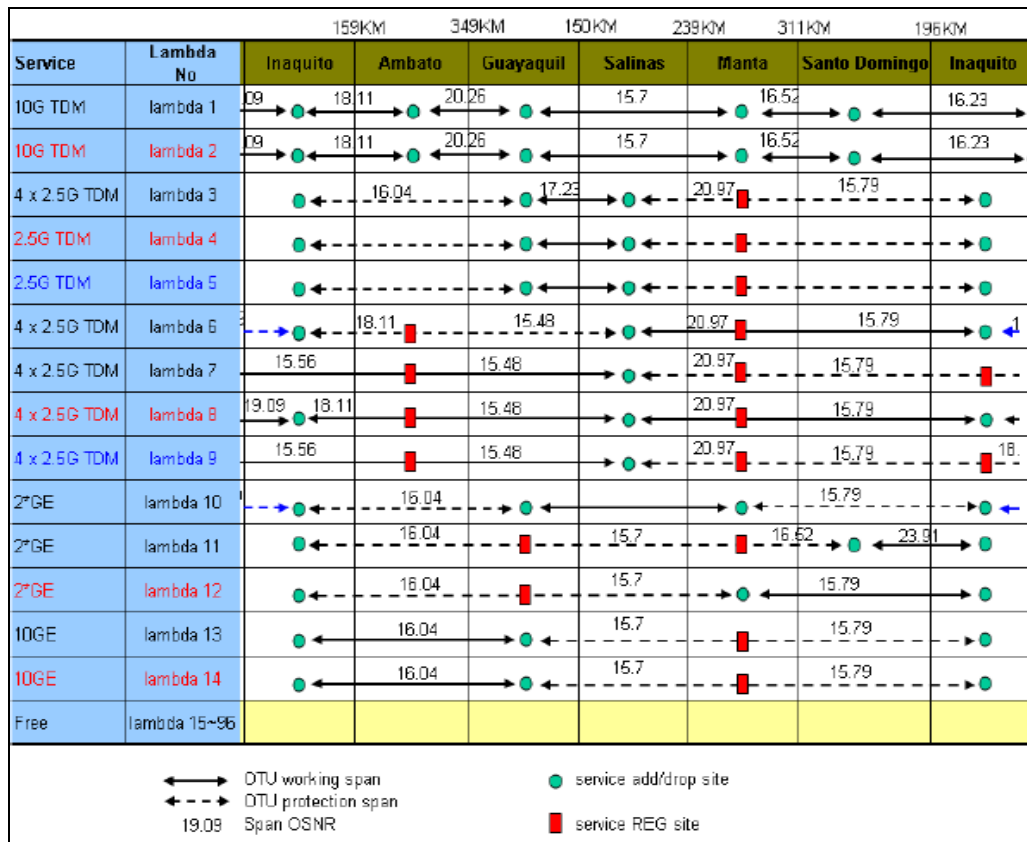 159KM 349KM 150KM 239KM 311KM 196KM
Service Lambda No Inaquito Ambato Guayaquil Salinas Manta Santo Domingo Inaquito
10G TDM lambda 1 09 18.11 20.26 15.7 16.52 16.23
10G TDM lambda 2 09 18.11 20.26 15.7 16.52 16.23
4 x 2.5G TDM lambda 3 16.04 17.23 20.97 15.79
2.5G TDM lambda 4
2.5G TDM lambda 5
4 x 2.5G TDM lambda 6 18.11 15.48 20.97 15.79 1
4 x 2.5G TDM lambda 7 15.56 15.48 20.97 15.79
4 x 2.5G TDM lambda 8 19.09 18.11 15.48 20.97 15.79
4 x 2.5G TDM lambda 9 15.56 15.48 20.97 15.79 18.
2*GE lambda 10 16.04 15.79
2*GE lambda 11 16.04 15.7 16.52 23.91
2*GE lambda 12 16.04 15.7 15.79
10GE lambda 13 16.04 15.7 15.79
10GE lambda 14 16.04 15.7 15.79
Free lambda 15~96
OTU working span service add/drop site
OTU protection span
19.09 Span OSNR service REG site